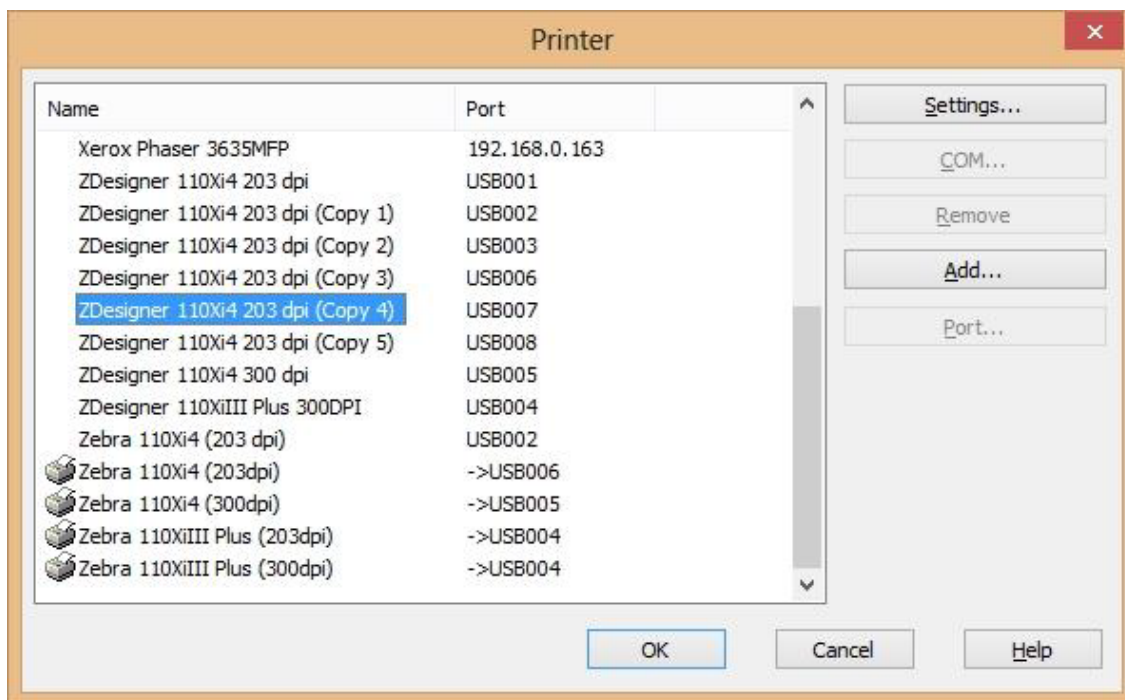 Printer
Name Port
Settings...
Xerox Phaser 3635MFP 192.168.0.163
COM...
ZDesigner 110Xi4 203 dpi USB001
ZDesigner 110Xi4 203 dpi (Copy 1) USB002
Remove
ZDesigner 110Xi4 203 dpi (Copy 2) USB003
ZDesigner 110Xi4 203 dpi (Copy 3) USB006
Add...
ZDesigner 110Xi4 203 dpi (Copy 4) USB007
Port...
ZDesigner 110Xi4 203 dpi (Copy 5) USB008
ZDesigner 110Xi4 300 dpi USB005
ZDesigner 110XiIII Plus 300DPI USB004
Zebra 110Xi4 (203 dpi) USB002
Zebra 110Xi4 (203dpi) ->USB006
Zebra 110Xi4 (300dpi) ->USB005
Zebra 110XiIII Plus (203dpi) ->USB004
Zebra 110XiIII Plus (300dpi) ->USB004
OK Cancel Help